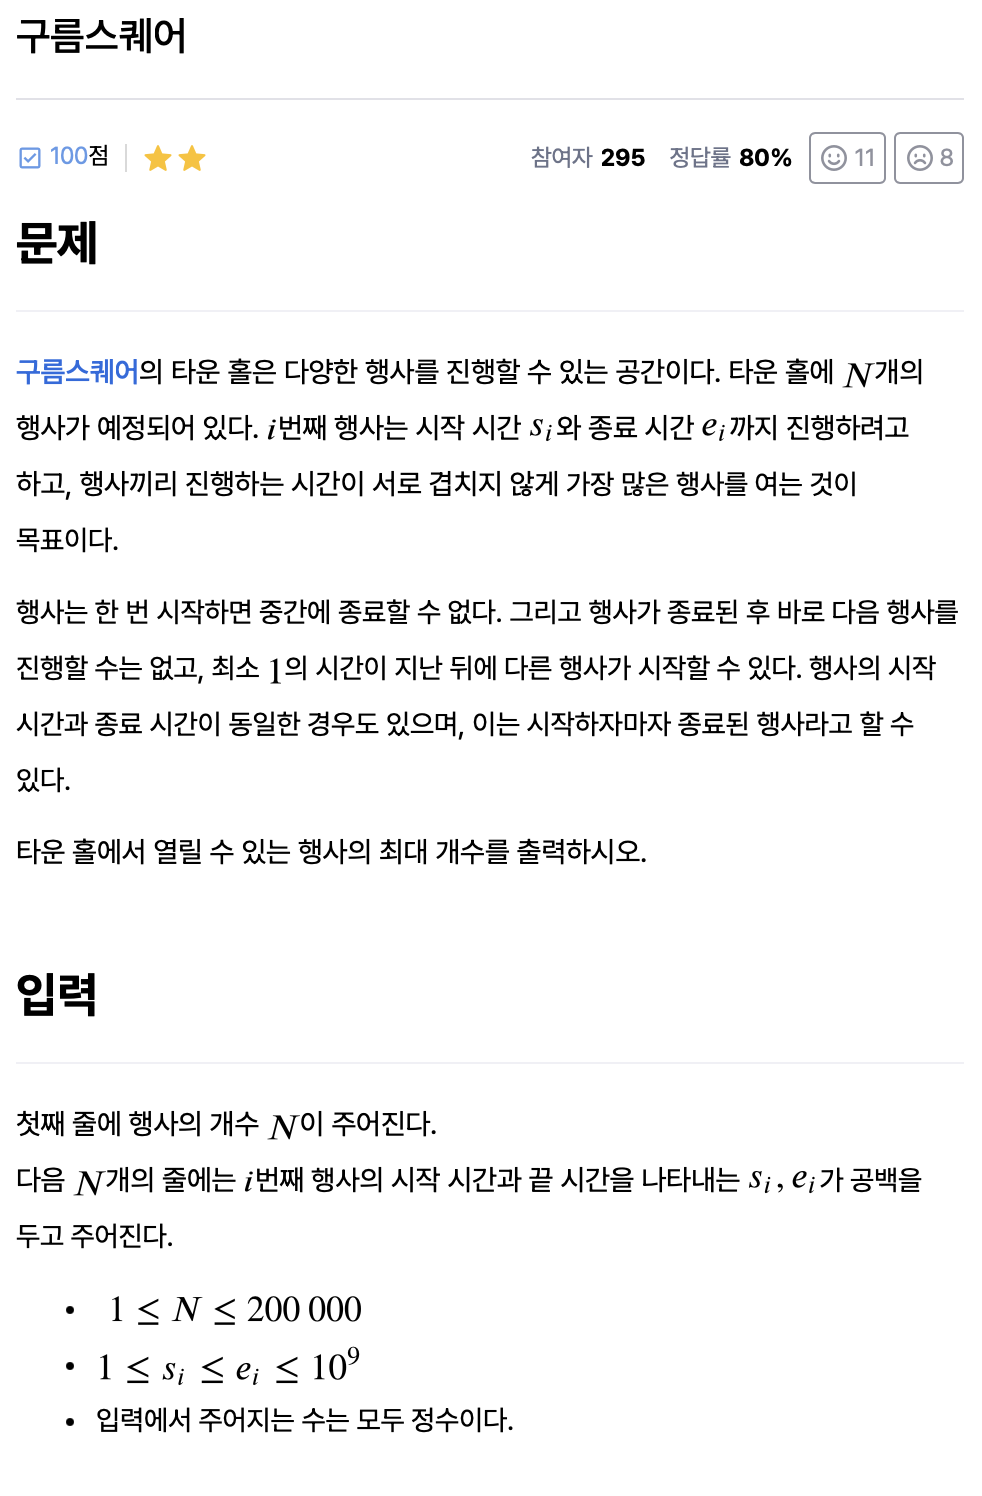 구름스퀘어
100점
참여자 295 정답률 80% 11 8
문제
구름스퀘어의 타운 홀은 다양한 행사를 진행할 수 있는 공간이다. 타운 홀에 N개의
행사가 예정되어 있다. i번째 행사는 시작 시간 s_i와 종료 시간 e_i까지 진행하려고
하고, 행사끼리 진행하는 시간이 서로 겹치지 않게 가장 많은 행사를 여는 것이
목표이다.
행사는 한 번 시작하면 중간에 종료할 수 없다. 그리고 행사가 종료된 후 바로 다음 행사를
진행할 수는 없고, 최소 1의 시간이 지난 뒤에 다른 행사가 시작할 수 있다. 행사의 시작
시간과 종료 시간이 동일한 경우도 있으며, 이는 시작하자마자 종료된 행사라고 할 수
있다.
타운 홀에서 열릴 수 있는 행사의 최대 개수를 출력하시오.
입력
첫째 줄에 행사의 개수 N이 주어진다.
다음 N개의 줄에는 i번째 행사의 시작 시간과 끝 시간을 나타내는 s_i, e_i가 공백을
두고 주어진다.
• 1 ≤ N ≤ 200 000
• 1 ≤ s_i ≤ e_i ≤ 10^9
• 입력에서 주어지는 수는 모두 정수이다.